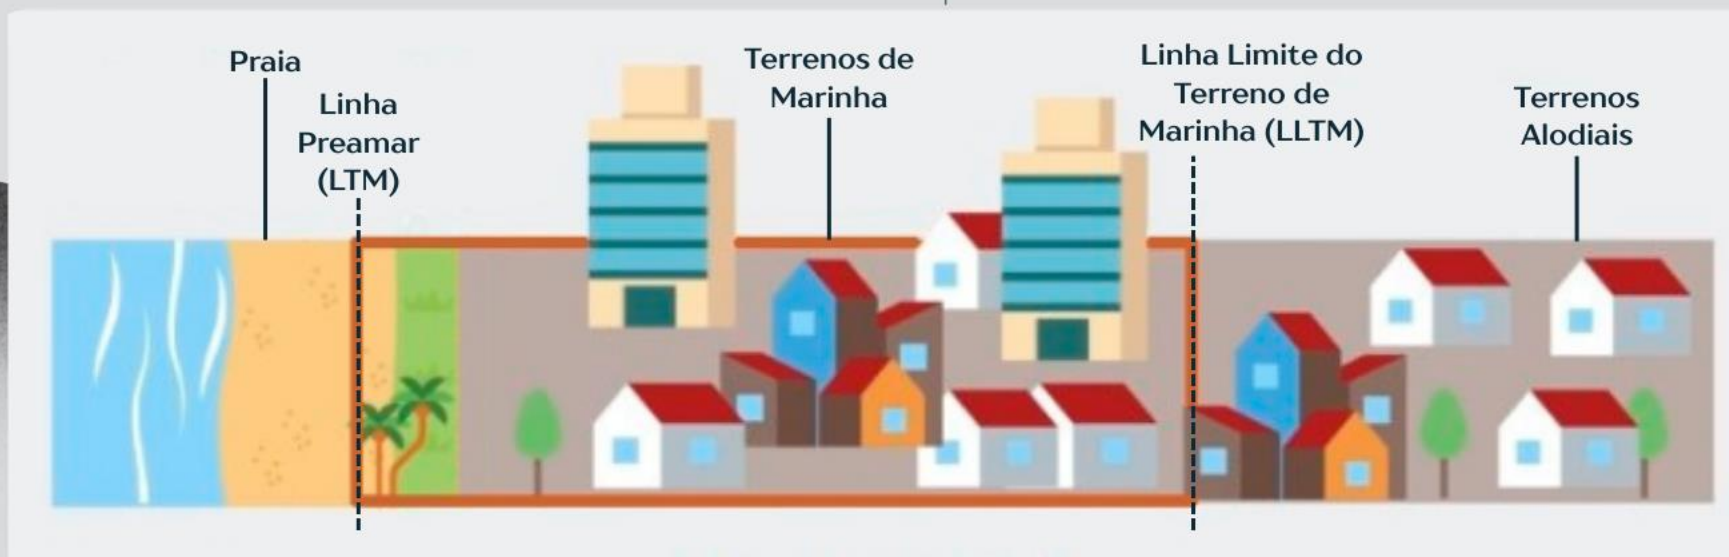 Praia
Linha
Preamar
(LTM)
Terrenos de
Marinha
Linha Limite do
Terreno de
Marinha (LLTM)
Terrenos
Alodiais